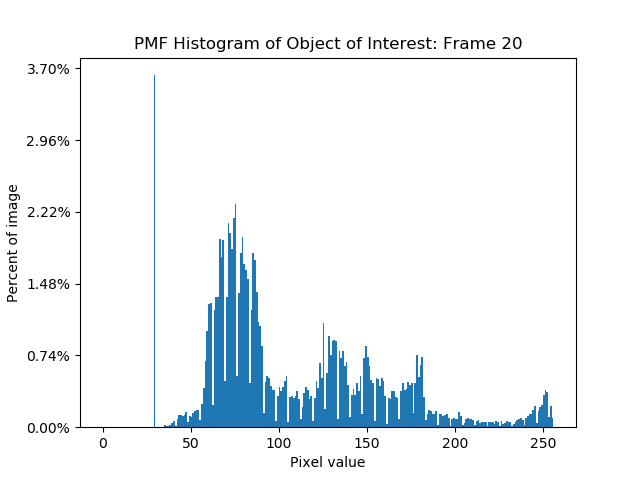 PMF Histogram of Object of Interest: Frame 20
3.70%
2.96%
2.22%
1.48%
0.74%
0.00%
Percent of image
0 50 100 150 200 250
Pixel value